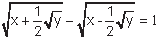 √(x+½√y) − √(x-½√y) = 1